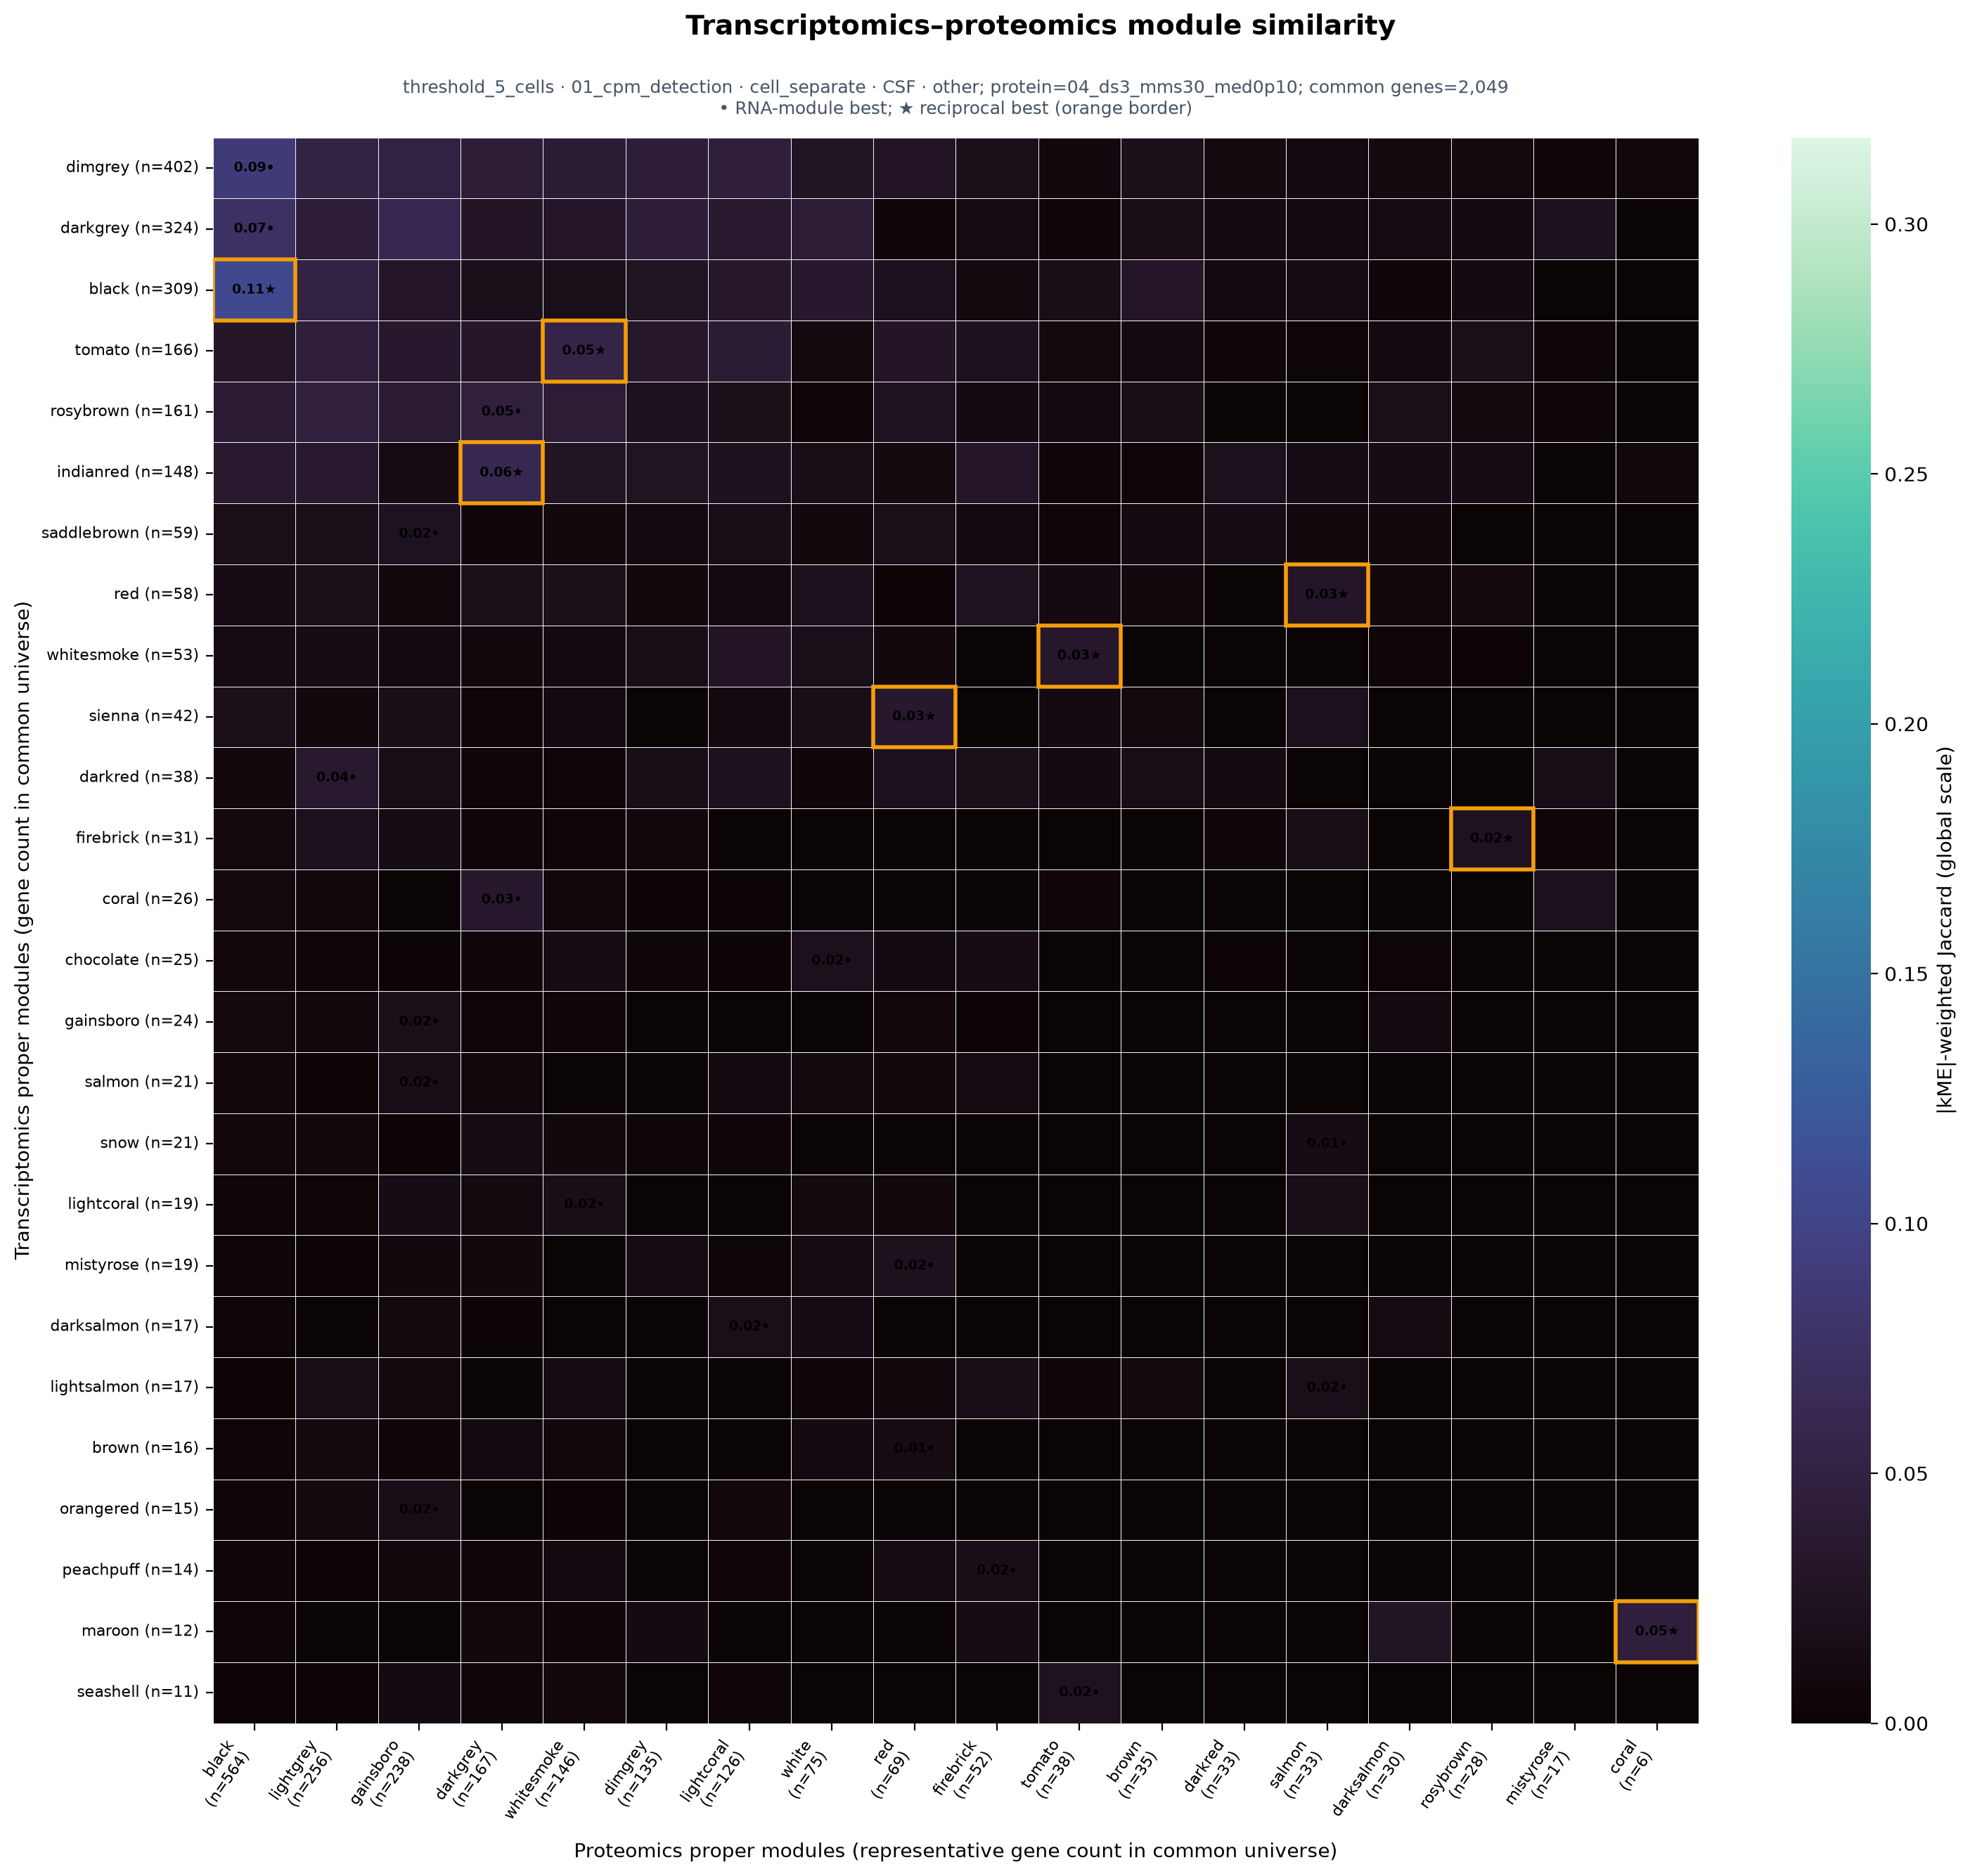 Transcriptomics–proteomics module similarity
threshold_5_cells · 01_cpm_detection · cell_separate · CSF · other; protein=04_ds3_mms30_med0p10; common genes=2,049
• RNA-module best; ★ reciprocal best (orange border)
Transcriptomics proper modules (gene count in common universe)
dimgrey (n=402)
0.09•
darkgrey (n=324)
0.07•
black (n=309)
0.11★
tomato (n=166)
0.05★
rosybrown (n=161)
0.05•
indianred (n=148)
0.06★
saddlebrown (n=59)
0.02•
red (n=58)
0.03★
whitesmoke (n=53)
0.03★
sienna (n=42)
0.03★
darkred (n=38)
0.04•
firebrick (n=31)
0.02★
coral (n=26)
0.03•
chocolate (n=25)
0.02•
gainsboro (n=24)
0.02•
salmon (n=21)
0.02•
snow (n=21)
0.01•
lightcoral (n=19)
0.02•
mistyrose (n=19)
0.02•
darksalmon (n=17)
0.02•
lightsalmon (n=17)
0.02•
brown (n=16)
0.01•
orangered (n=15)
0.02•
peachpuff (n=14)
0.02•
maroon (n=12)
0.05★
seashell (n=11)
0.02•
black
(n=564)
lightgrey
(n=256)
gainsboro
(n=238)
darkgrey
(n=167)
whitesmoke
(n=146)
dimgrey
(n=135)
lightcoral
(n=126)
white
(n=75)
red
(n=69)
firebrick
(n=52)
tomato
(n=38)
brown
(n=35)
darkred
(n=33)
salmon
(n=33)
darksalmon
(n=30)
rosybrown
(n=28)
mistyrose
(n=17)
coral
(n=6)
Proteomics proper modules (representative gene count in common universe)
0.30
0.25
0.20
0.15
0.10
0.05
0.00
|kME|-weighted Jaccard (global scale)